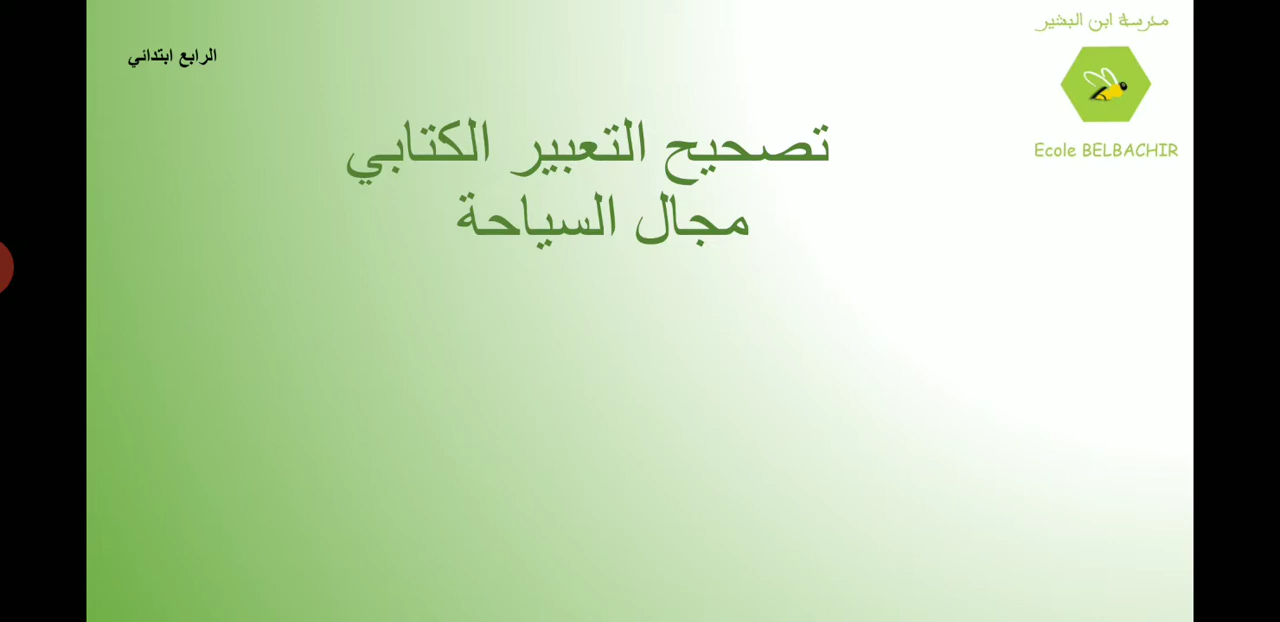 مدرسة ابن البشير
الرابع ابتدائي
Ecole BELBACHIR
تصحيح التعبير الكتابي
مجال السياحة